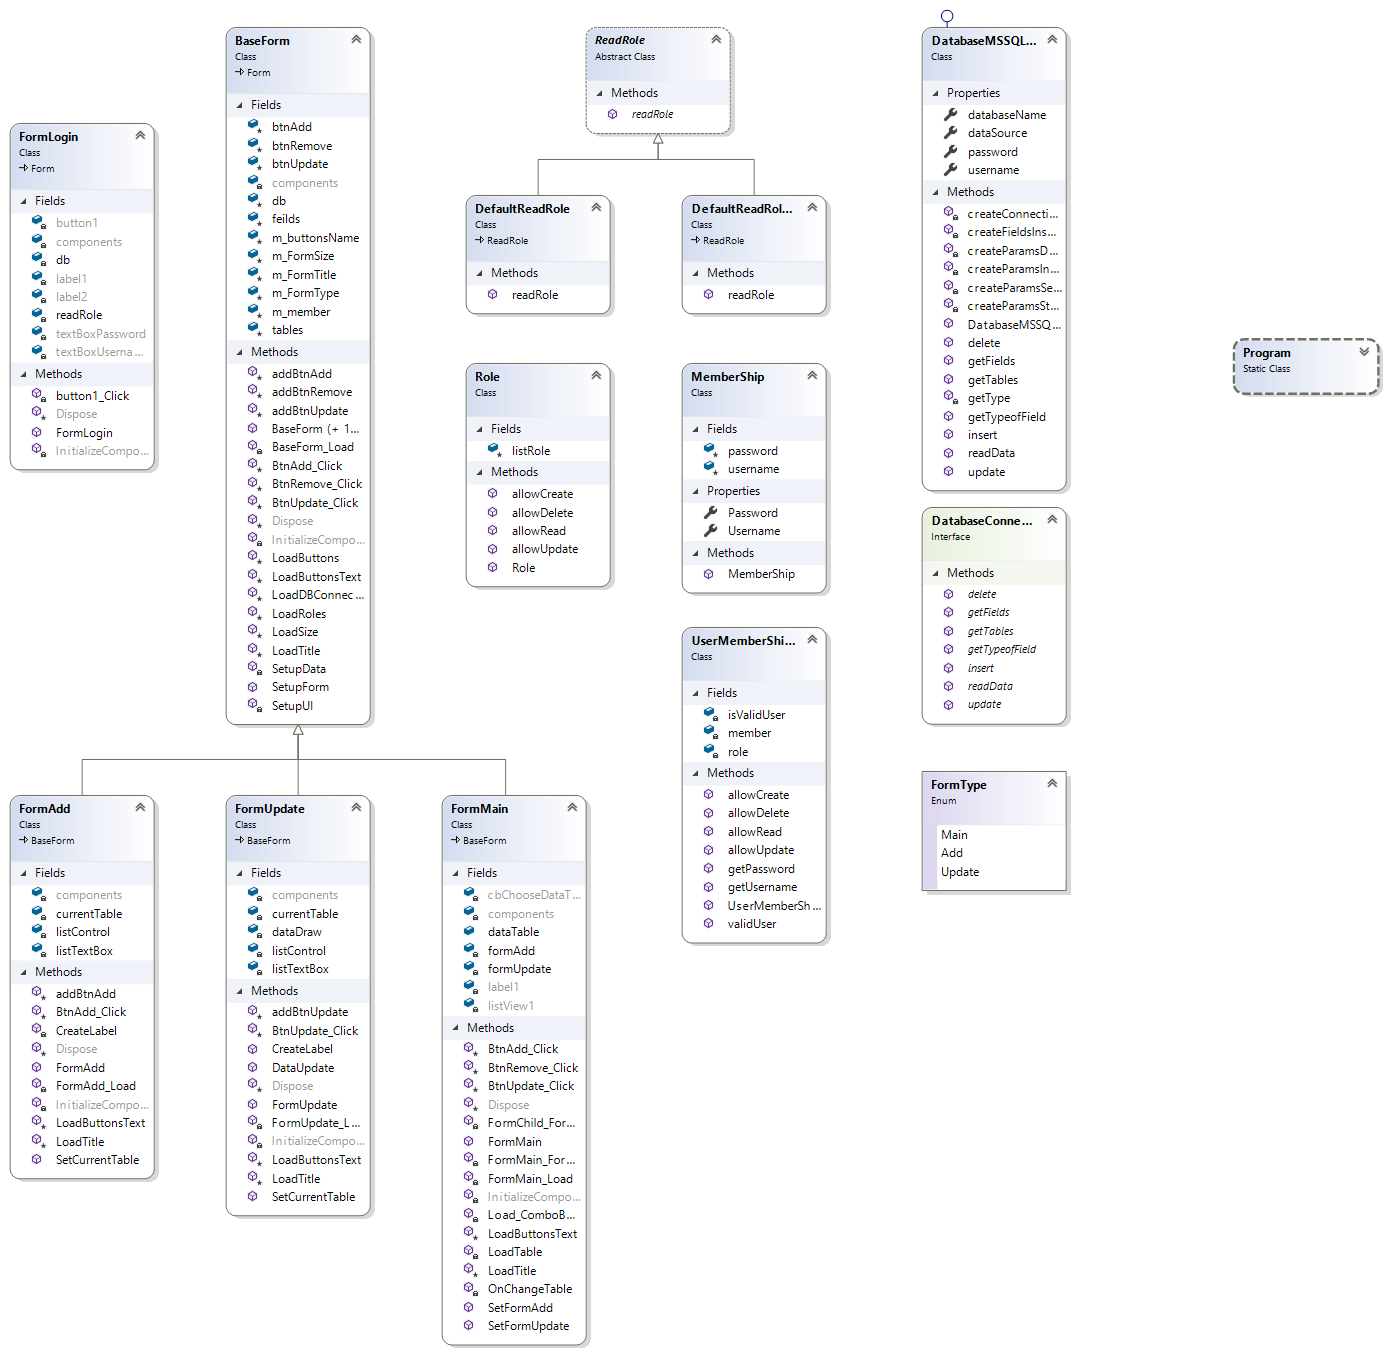 FormLogin
Class
Form
Fields
button1
components
db
label1
label2
readRole
textBoxPassword
textBoxUserna...
Methods
button1_Click
Dispose
FormLogin
InitializeCompo...
BaseForm
Class
Form
Fields
btnAdd
btnRemove
btnUpdate
components
db
feilds
m_buttonsName
m_FormSize
m_FormTitle
m_FormType
m_member
tables
Methods
addBtnAdd
addBtnRemove
addBtnUpdate
BaseForm (+ 1...
BaseForm_Load
BtnAdd_Click
BtnRemove_Click
BtnUpdate_Click
Dispose
InitializeCompo...
LoadButtons
LoadButtonsText
LoadDBConnec...
LoadRoles
LoadSize
LoadTitle
SetupData
SetupForm
SetupUI
ReadRole
Abstract Class
Methods
readRole
DefaultReadRole
Class
ReadRole
Methods
readRole
DefaultReadRol...
Class
ReadRole
Methods
readRole
Role
Class
Fields
listRole
Methods
allowCreate
allowDelete
allowRead
allowUpdate
Role
MemberShip
Class
Fields
password
username
Properties
Password
Username
Methods
MemberShip
UserMemberShi...
Class
Fields
isValidUser
member
role
Methods
allowCreate
allowDelete
allowRead
allowUpdate
getPassword
getUsername
UserMemberSh...
validUser
DatabaseMSSQL...
Class
Properties
databaseName
dataSource
password
username
Methods
createConnecti...
createFieldsIns...
createParamsD...
createParamsIn...
createParamsSe...
createParamsSt...
DatabaseMSSQ...
delete
getFields
getTables
getType
getTypeofField
insert
readData
update
DatabaseConne...
Interface
Methods
delete
getFields
getTables
getTypeofField
insert
readData
update
FormType
Enum
Main
Add
Update
Program
Static Class
FormAdd
Class
BaseForm
Fields
components
currentTable
listControl
listTextBox
Methods
addBtnAdd
BtnAdd_Click
CreateLabel
Dispose
FormAdd
FormAdd_Load
InitializeCompo...
LoadButtonsText
LoadTitle
SetCurrentTable
FormUpdate
Class
BaseForm
Fields
components
currentTable
dataDraw
listControl
listTextBox
Methods
addBtnUpdate
BtnUpdate_Click
CreateLabel
DataUpdate
Dispose
FormUpdate
FormUpdate_L...
InitializeCompo...
LoadButtonsText
LoadTitle
SetCurrentTable
FormMain
Class
BaseForm
Fields
cbChooseDataT...
components
dataTable
formAdd
formUpdate
label1
listView1
Methods
BtnAdd_Click
BtnRemove_Click
BtnUpdate_Click
Dispose
FormChild_For...
FormMain
FormMain_For...
FormMain_Load
InitializeCompo...
Load_ComboB...
LoadButtonsText
LoadTable
LoadTitle
OnChangeTable
SetFormAdd
SetFormUpdate